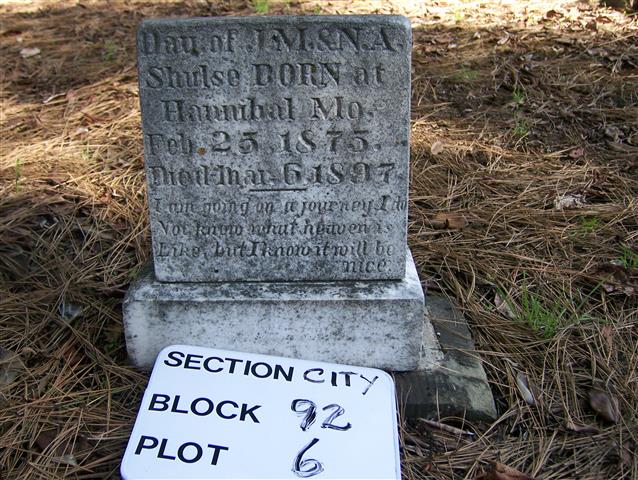 Dau. of J.M.&N.A.
Shulse BORN at
Hannibal Mo.
Feb. 25, 1875.
Died Mar. 6, 1897.
I am going on a journey, I do
Not know what heaven is
Like, but I know it will be
nice.
SECTION CITY
BLOCK 92
PLOT 6